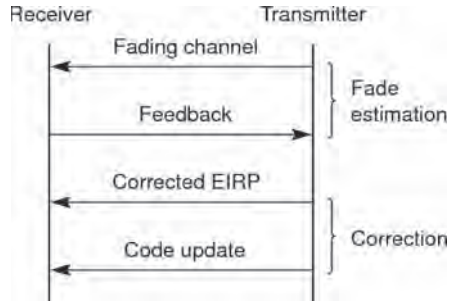 Receiver
Transmitter
Fading channel
Fade
estimation
Feedback
Corrected EIRP
Correction
Code update